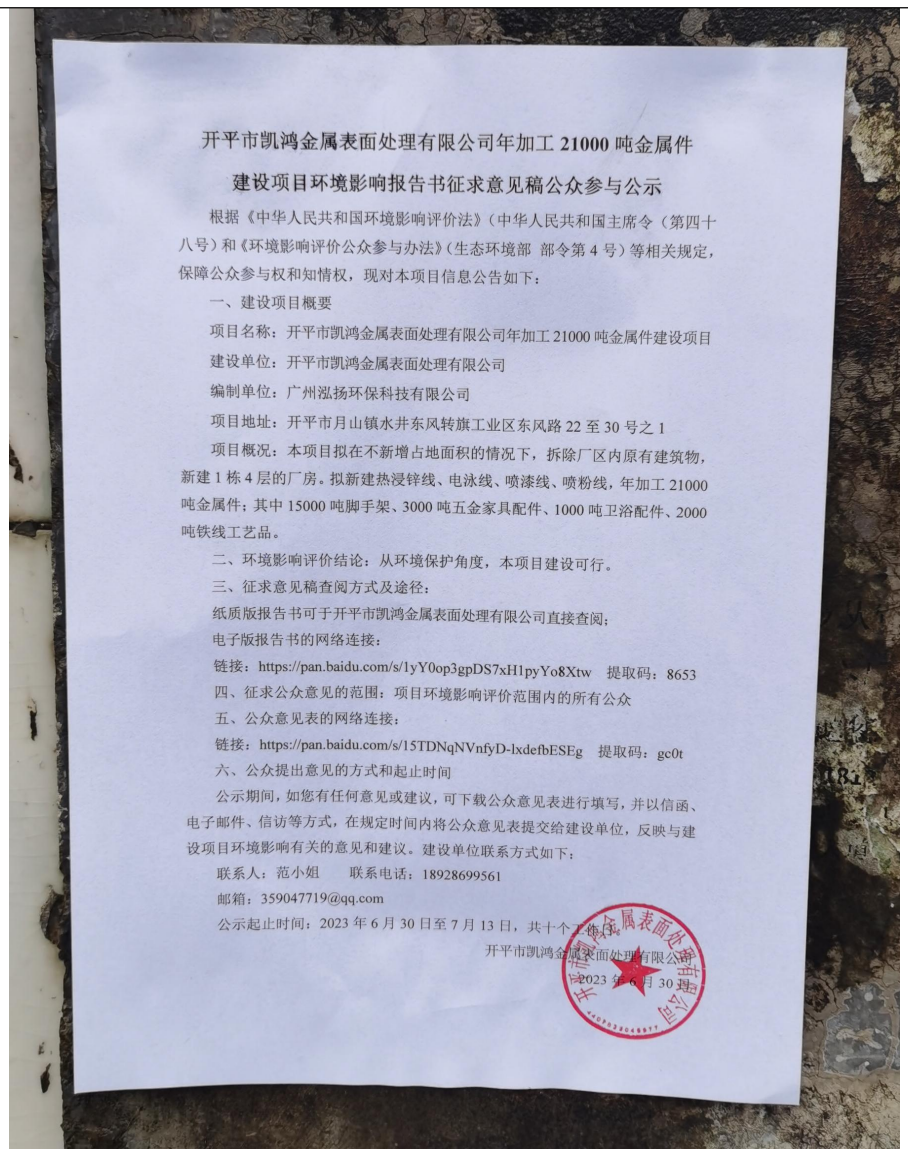 开平市凯鸿金属表面处理有限公司年加工 21000 吨金属件
建设项目环境影响报告书征求意见稿公众参与公示
根据《中华人民共和国环境影响评价法》（中华人民共和国主席令（第四十
八号）和《环境影响评价公众参与办法》（生态环境部 部令第 4 号）等相关规定，
保障公众参与权和知情权，现对本项目信息公告如下：
一、建设项目概要
项目名称：开平市凯鸿金属表面处理有限公司年加工 21000 吨金属件建设项目
建设单位：开平市凯鸿金属表面处理有限公司
编制单位：广州泓扬环保科技有限公司
项目地址：开平市月山镇水井东风转旗工业区东风路 22 至 30 号之 1
项目概况：本项目拟在不新增占地面积的情况下，拆除厂区内原有建筑物，
新建 1 栋 4 层的厂房。拟新建热浸锌线、电泳线、喷漆线、喷粉线，年加工 21000
吨金属件；其中 15000 吨脚手架、3000 吨五金家具配件、1000 吨卫浴配件、2000
吨铁线工艺品。
二、环境影响评价结论：从环境保护角度，本项目建设可行。
三、征求意见稿查阅方式及途径：
纸质版报告书可于开平市凯鸿金属表面处理有限公司直接查阅；
电子版报告书的网络连接：
链接：https://pan.baidu.com/s/1yY0op3gpDS7xH1pyYo8Xtw 提取码：8653
四、征求公众意见的范围：项目环境影响评价范围内的所有公众
五、公众意见表的网络连接：
链接：https://pan.baidu.com/s/15TDNqNVnfyD-lxdefbESEg 提取码：gc0t
六、公众提出意见的方式和起止时间
公示期间，如您有任何意见或建议，可下载公众意见表进行填写，并以信函、
电子邮件、信访等方式，在规定时间内将公众意见表提交给建设单位，反映与建
设项目环境影响有关的意见和建议。建设单位联系方式如下：
联系人：范小姐 联系电话：18928699561
邮箱：359047719@qq.com
公示起止时间：2023 年 6 月 30 日至 7 月 13 日，共十个工作日。
开平市凯鸿金属表面处理有限公司
2023 年 6 月 30 日
开平市凯鸿金属表面处理有限公司